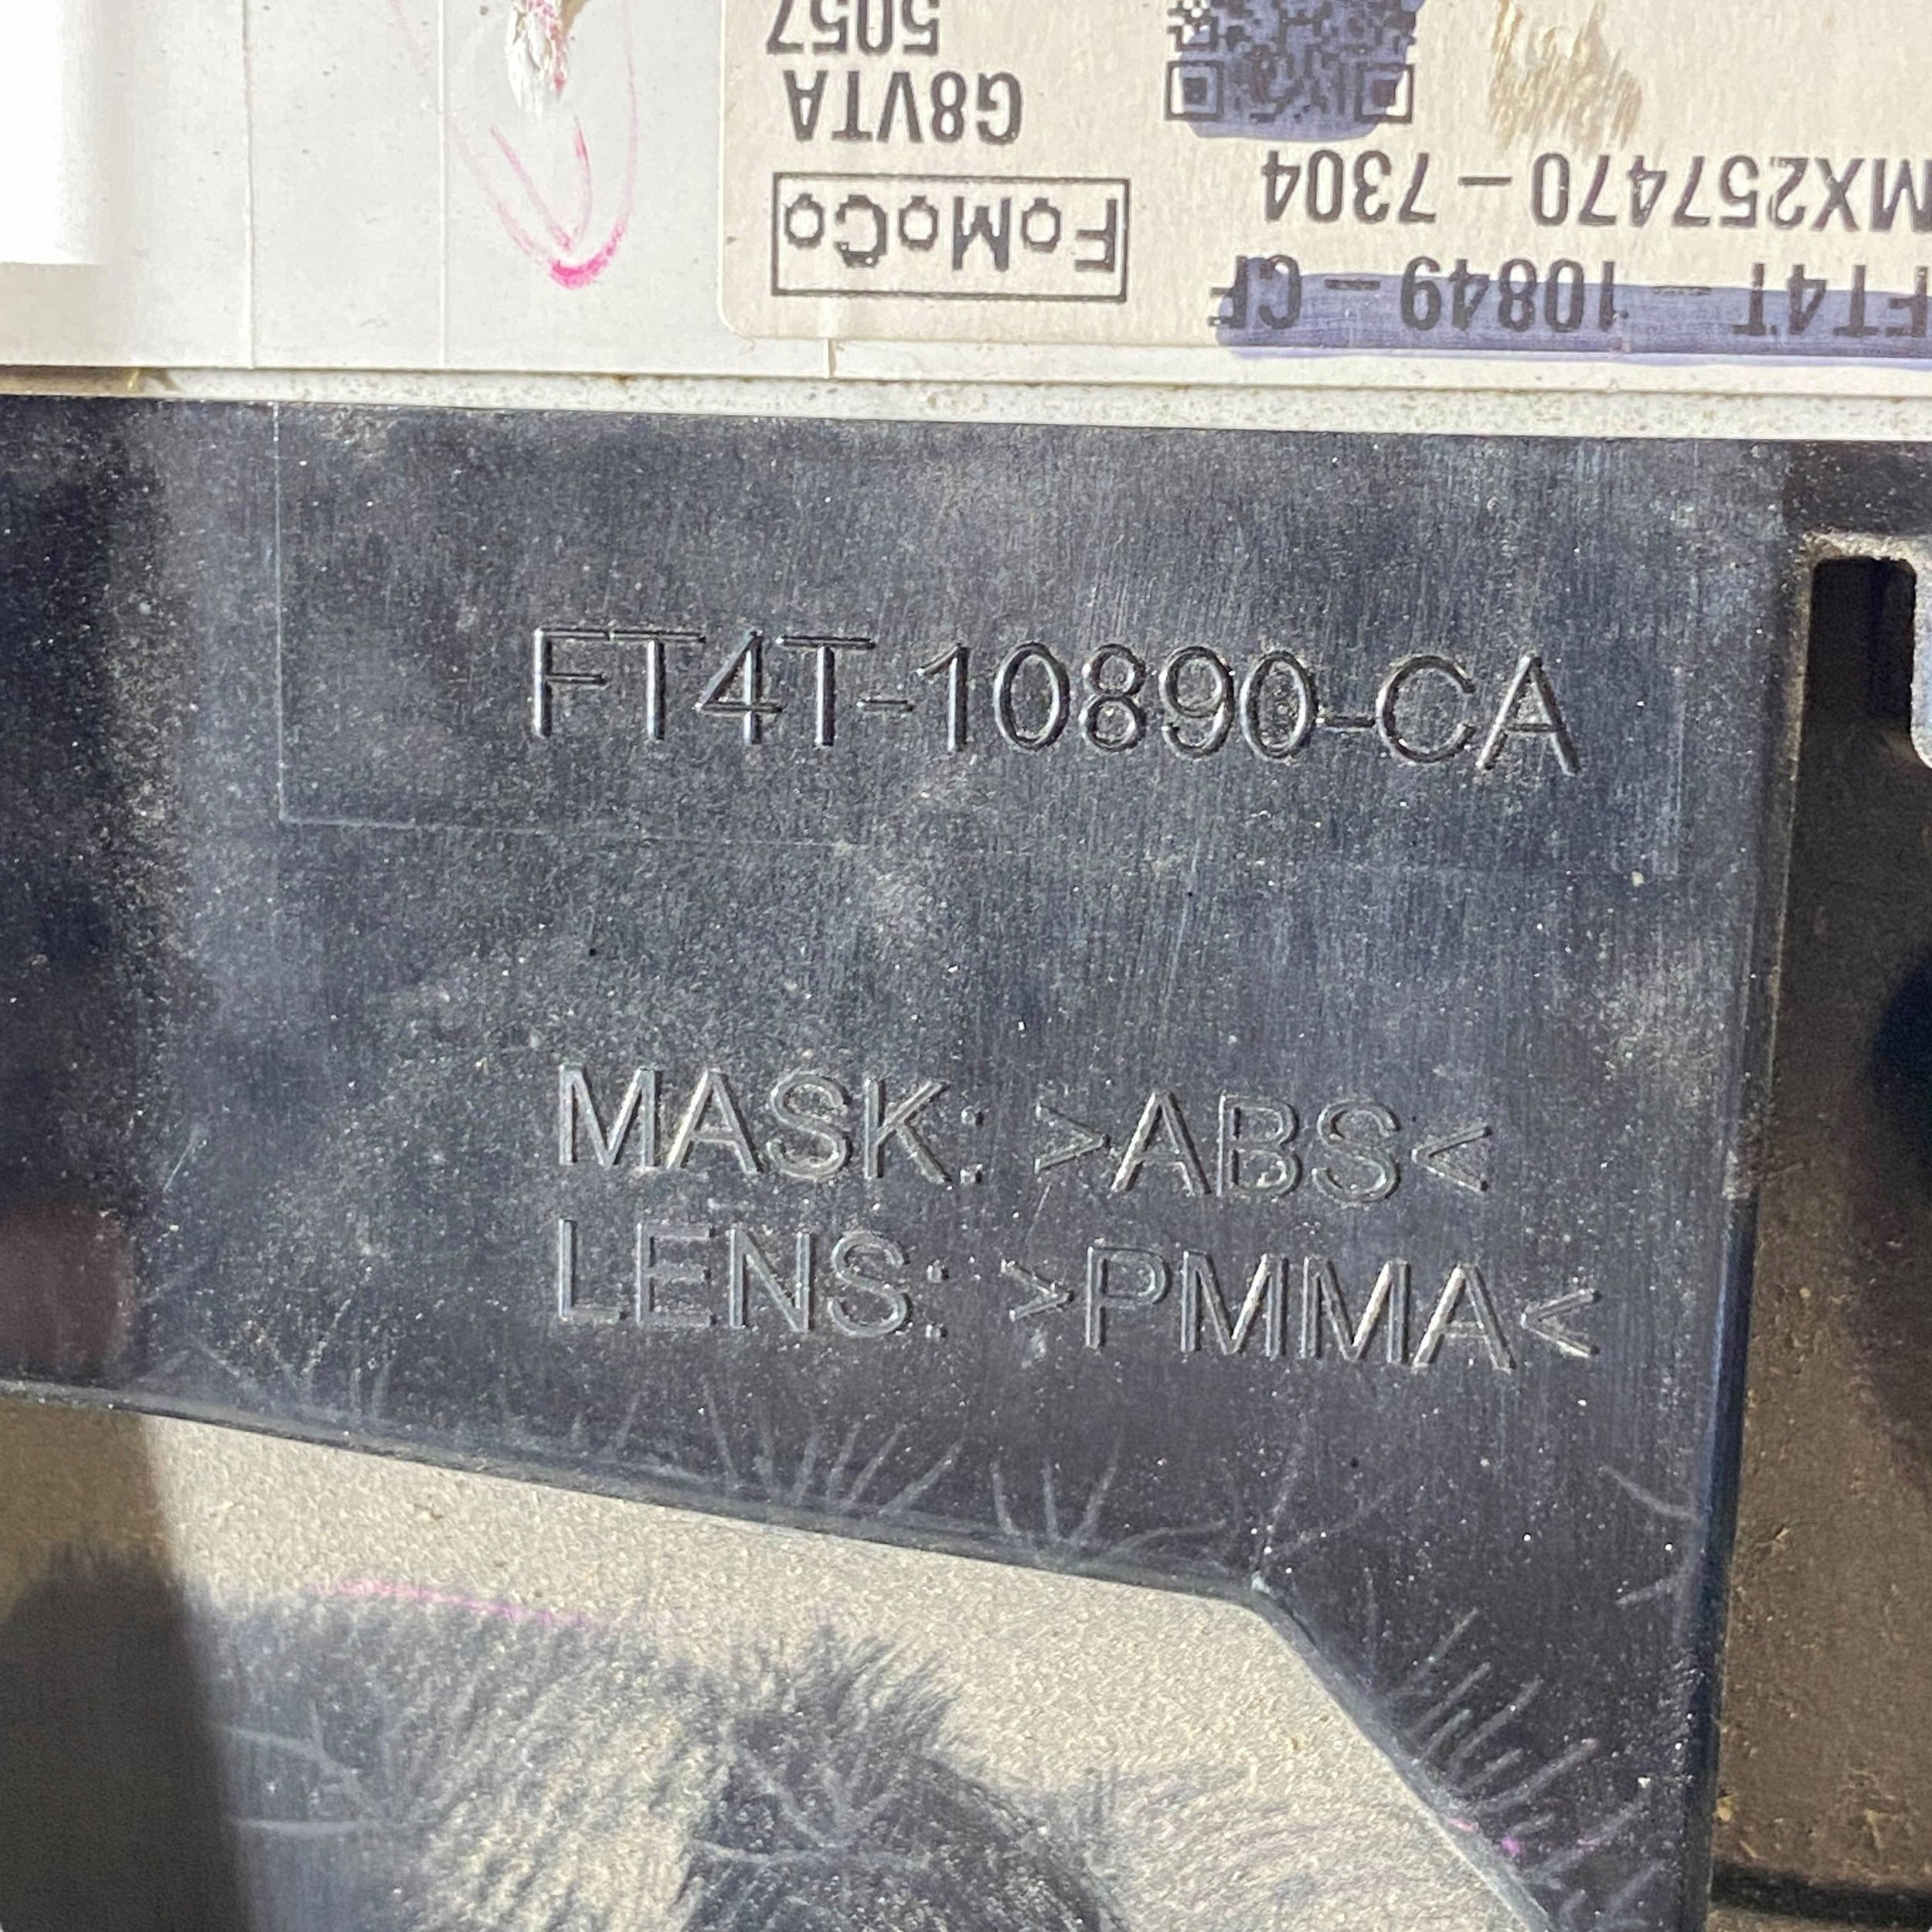 FT4T - 10849 - CF
MX257470 - 7304
FoMoCo
G8VTA
5057
FT4T-10890-CA
MASK: >ABS<
LENS: >PMMA<